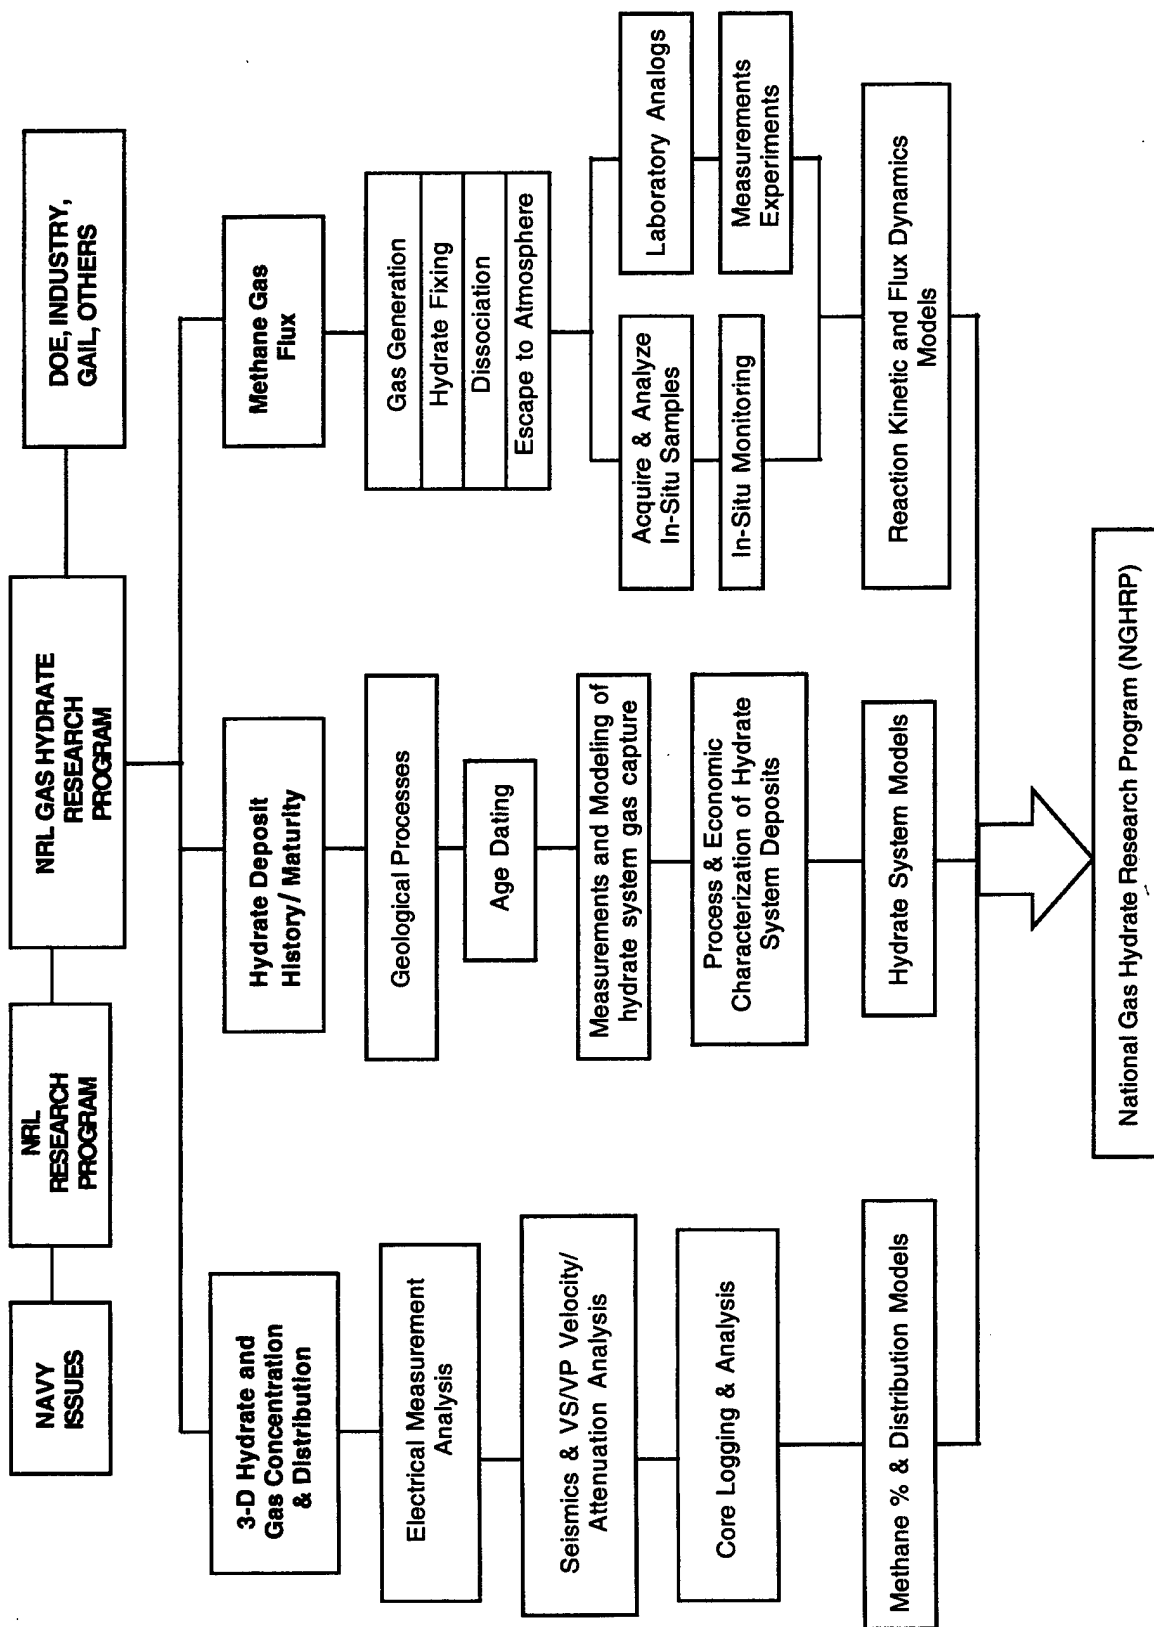 NAVY
ISSUES
NRL
RESEARCH
PROGRAM
NRL GAS HYDRATE
RESEARCH
PROGRAM
DOE, INDUSTRY,
GAIL, OTHERS
3-D Hydrate and
Gas Concentration
& Distribution
Electrical Measurement
Analysis
Seismics & VS/VP Velocity/
Attenuation Analysis
Core Logging & Analysis
Methane % & Distribution Models
Hydrate Deposit
History/ Maturity
Geological Processes
Age Dating
Measurements and Modeling of
hydrate system gas capture
Process & Economic
Characterization of Hydrate
System Deposits
Hydrate System Models
Methane Gas
Flux
Gas Generation
Hydrate Fixing
Dissociation
Escape to Atmosphere
Acquire & Analyze
In-Situ Samples
In-Situ Monitoring
Laboratory Analogs
Measurements
Experiments
Reaction Kinetic and Flux Dynamics
Models
National Gas Hydrate Research Program (NGHRP)